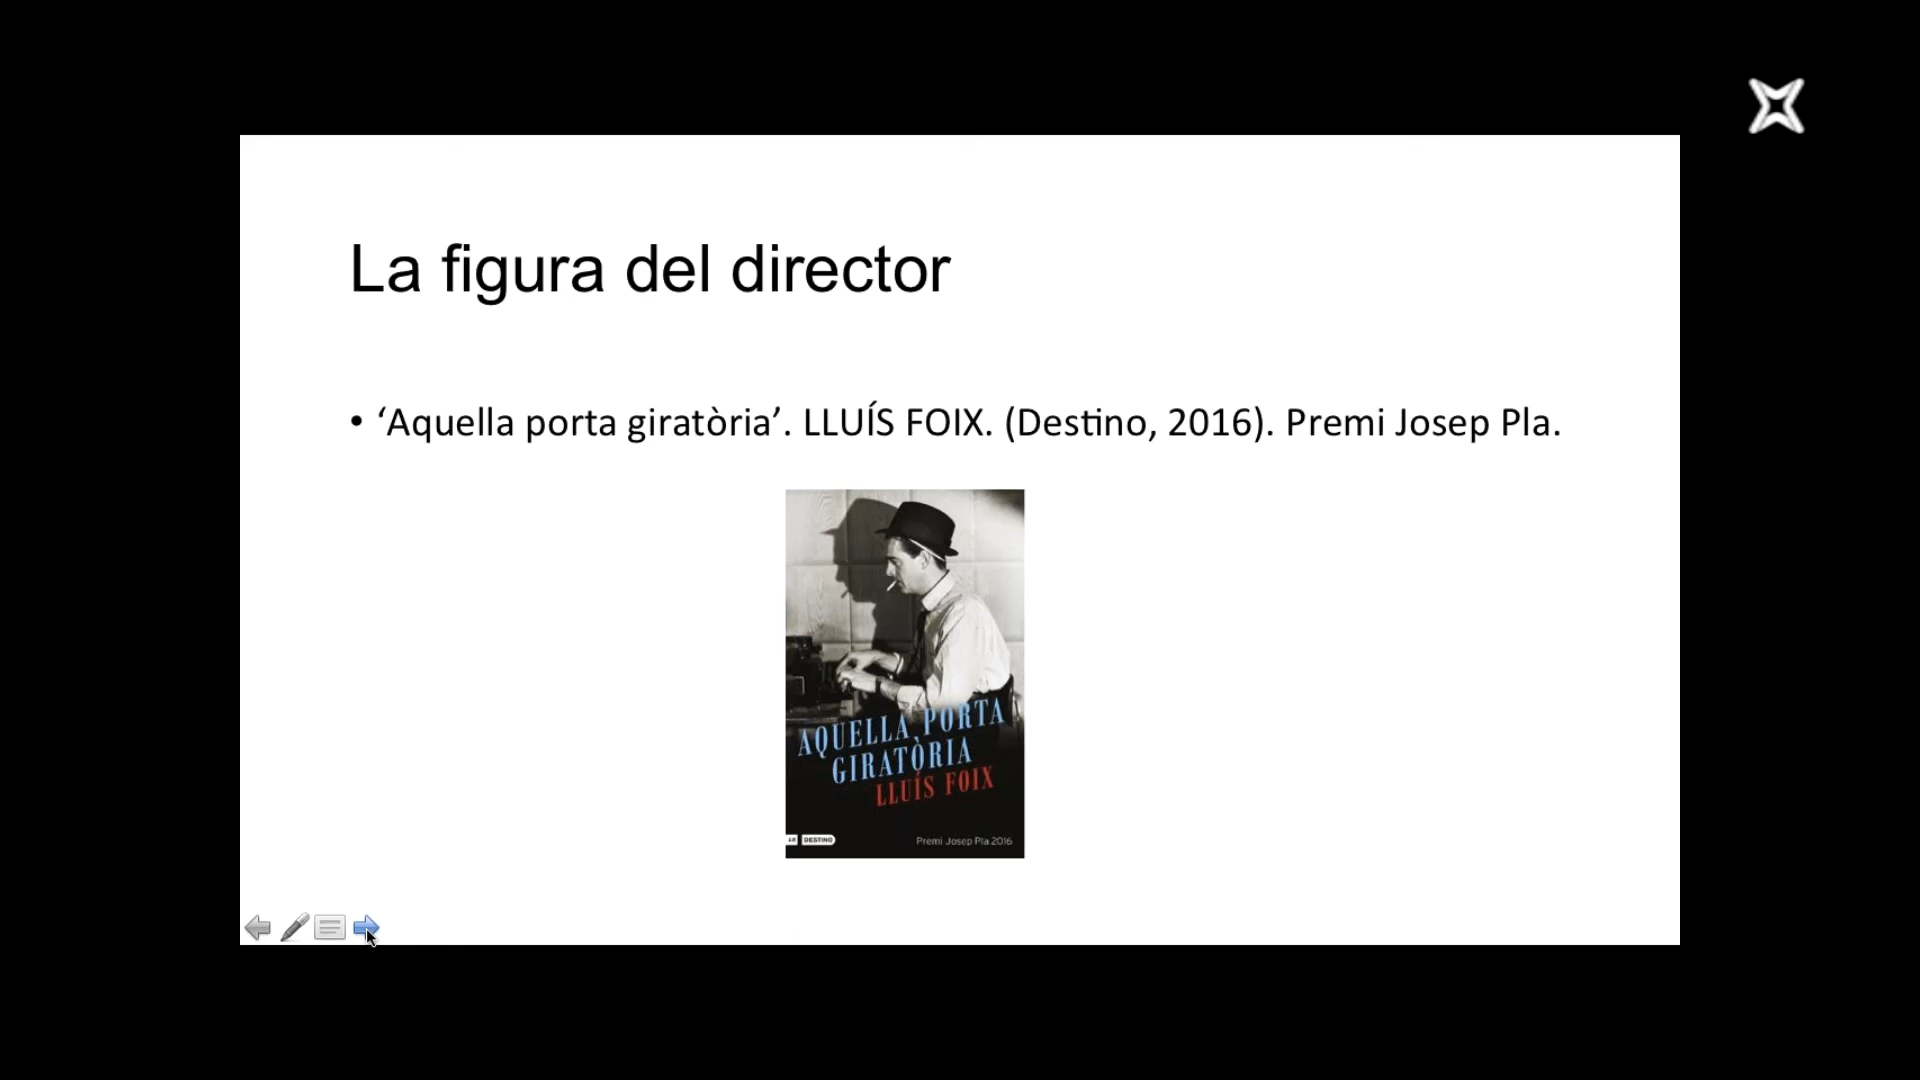 La figura del director
• ‘Aquella porta giratòria’. LLUÍS FOIX. (Destino, 2016). Premi Josep Pla.
AQUELLA PORTA
GIRATÒRIA
LLUÍS FOIX
DESTINO
Premi Josep Pla 2016